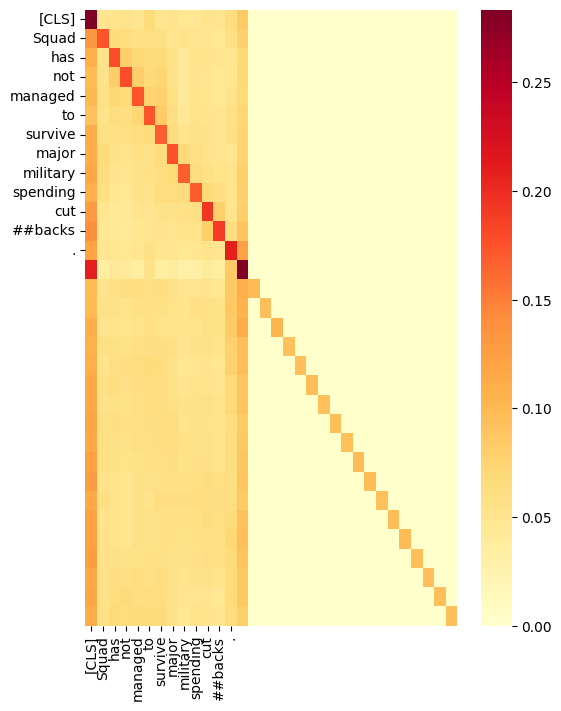 [CLS]
Squad
has
not
managed
to
survive
major
military
spending
cut
##backs
.
[CLS]
Squad
has
not
managed
to
survive
major
military
spending
cut
##backs
.
0.25
0.20
0.15
0.10
0.05
0.00